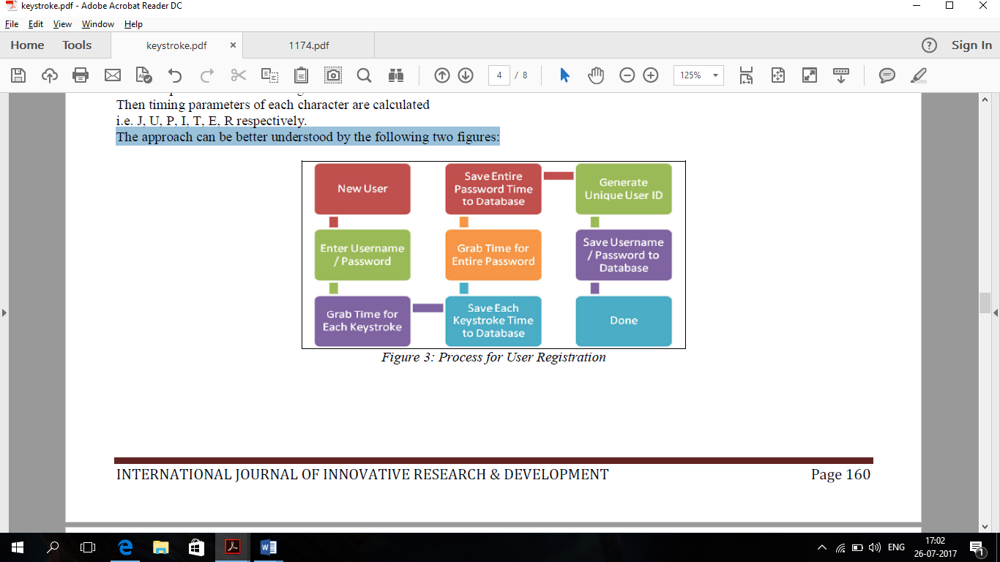 keystroke.pdf - Adobe Acrobat Reader DC
File Edit View Window Help
Home Tools keystroke.pdf × 1174.pdf ? Sign In
4 / 8 125%
Then timing parameters of each character are calculated
i.e. J, U, P, I, T, E, R respectively.
The approach can be better understood by the following two figures:
New User
Enter Username
/ Password
Grab Time for
Each Keystroke
Save Each
Keystroke Time
to Database
Grab Time for
Entire Password
Save Entire
Password Time
to Database
Generate
Unique User ID
Save Username
/ Password to
Database
Done
Figure 3: Process for User Registration
INTERNATIONAL JOURNAL OF INNOVATIVE RESEARCH & DEVELOPMENT Page 160
ENG
17:02
26-07-2017
1